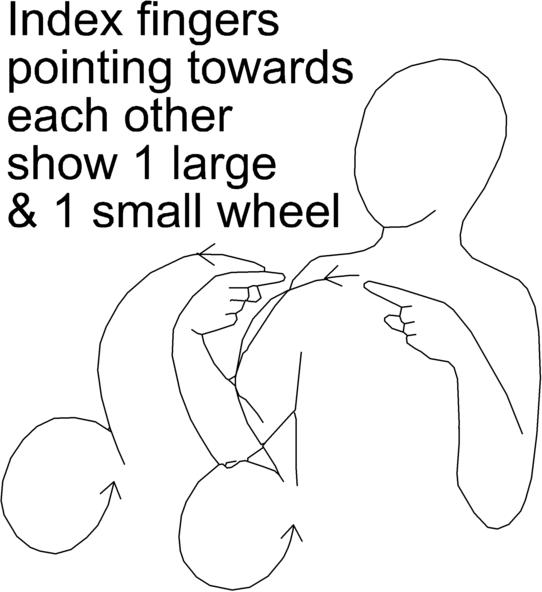 Index fingers
pointing towards
each other
show 1 large
& 1 small wheel